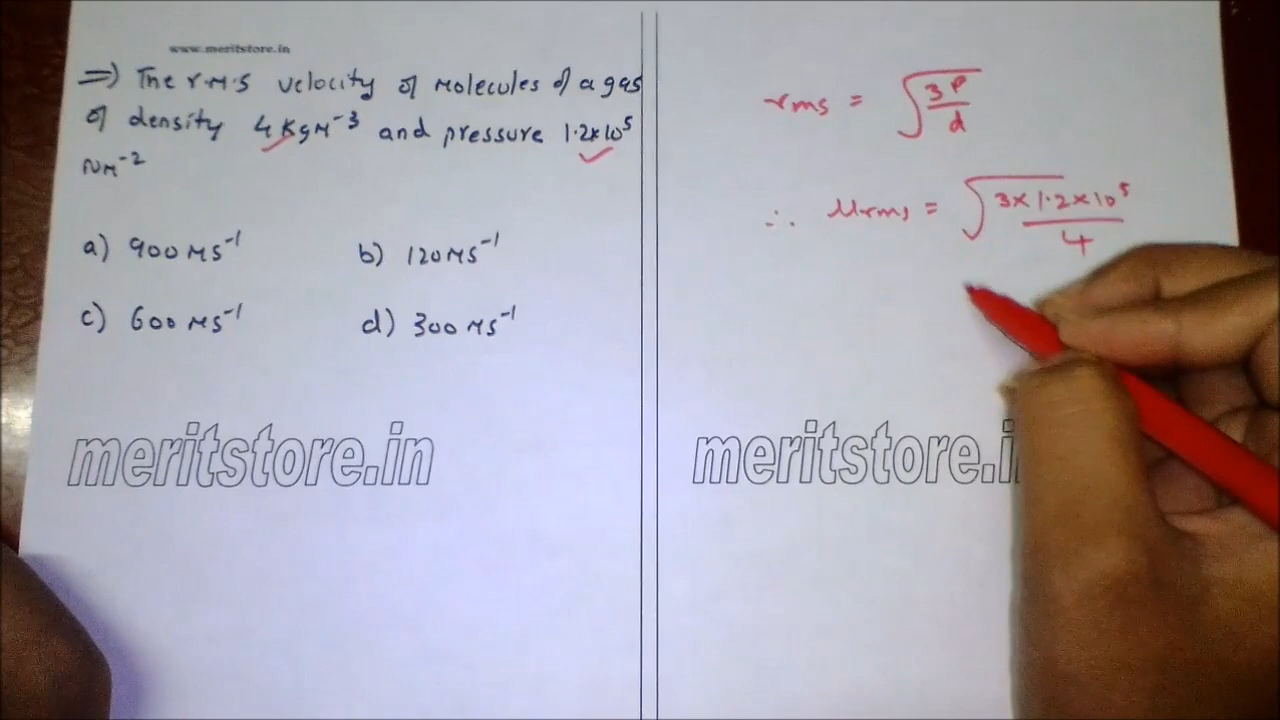 www.meritstore.in
⇒) The r.m.s velocity of molecules of a gas
of density 4 Kgm⁻³ and pressure 1.2×10⁵
Nm⁻²
a) 900 ms⁻¹
b) 120 ms⁻¹
c) 600 ms⁻¹
d) 300 ms⁻¹
meritstore.in
rms = √3P/d
∴ urms = √3×1.2×10⁵/4
meritstore.i